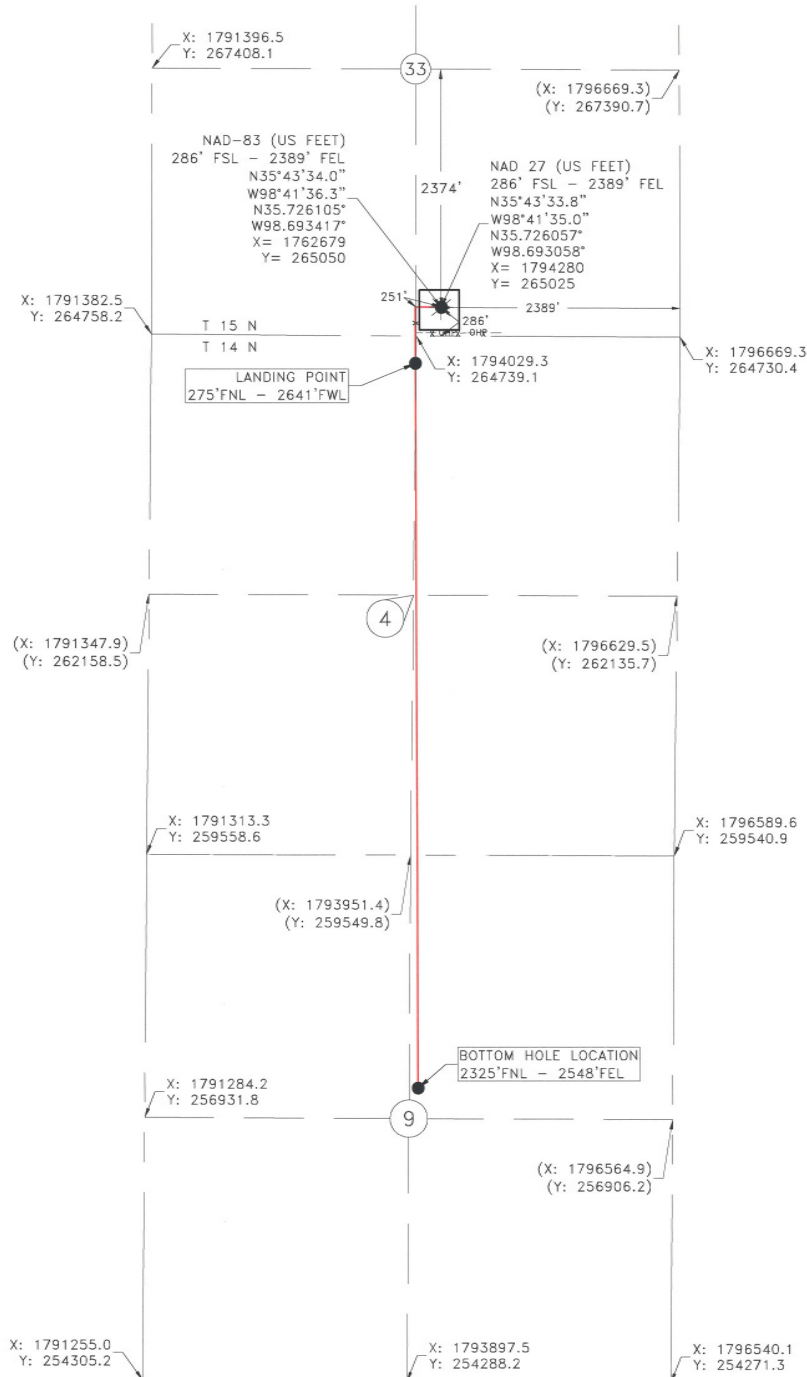 X: 1791396.5
Y: 267408.1
33
(X: 1796669.3)
(Y: 267390.7)
NAD-83 (US FEET)
286' FSL - 2389' FEL
N35°43'34.0"
W98°41'36.3"
N35.726105°
W98.693417°
X= 1762679
Y= 265050
2374'
NAD 27 (US FEET)
286' FSL - 2389' FEL
N35°43'33.8"
W98°41'35.0"
N35.726057°
W98.693058°
X= 1794280
Y= 265025
X: 1791382.5
Y: 264758.2
251'
2389'
286'
T 15 N
T 14 N
X OHP X OHP
X: 1794029.3
Y: 264739.1
X: 1796669.3
Y: 264730.4
LANDING POINT
275'FNL - 2641'FWL
4
(X: 1791347.9)
(Y: 262158.5)
(X: 1796629.5)
(Y: 262135.7)
X: 1791313.3
Y: 259558.6
X: 1796589.6
Y: 259540.9
(X: 1793951.4)
(Y: 259549.8)
BOTTOM HOLE LOCATION
2325'FNL - 2548'FEL
X: 1791284.2
Y: 256931.8
9
(X: 1796564.9)
(Y: 256906.2)
X: 1791255.0
Y: 254305.2
X: 1793897.5
Y: 254288.2
X: 1796540.1
Y: 254271.3